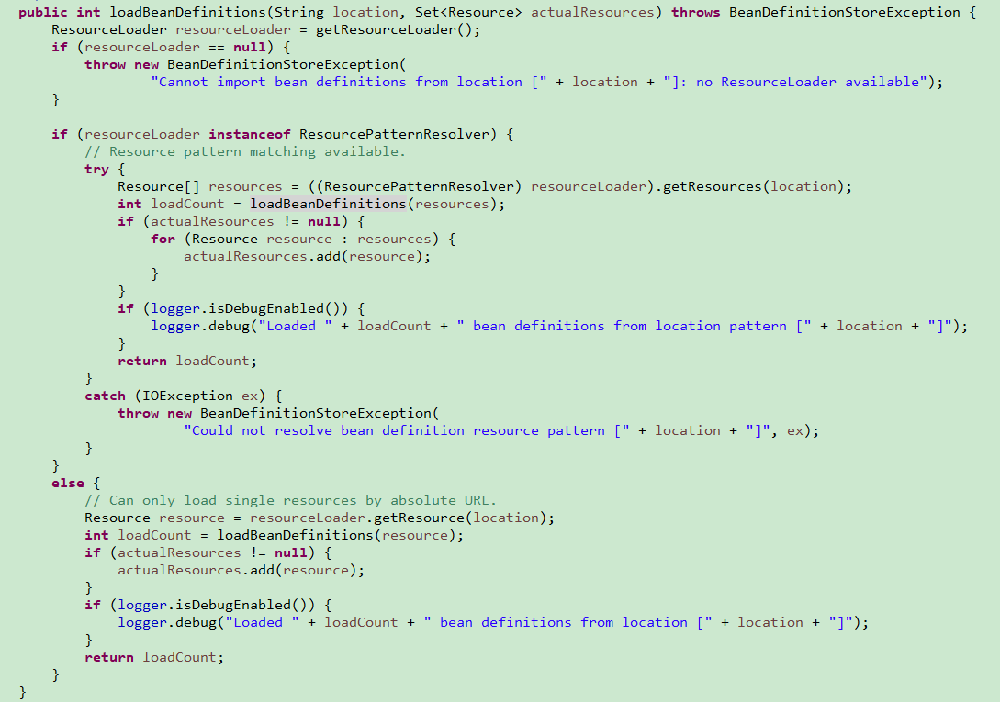 public int loadBeanDefinitions(String location, Set<Resource> actualResources) throws BeanDefinitionStoreException {
    ResourceLoader resourceLoader = getResourceLoader();
    if (resourceLoader == null) {
        throw new BeanDefinitionStoreException(
                "Cannot import bean definitions from location [" + location + "]: no ResourceLoader available");
    }

    if (resourceLoader instanceof ResourcePatternResolver) {
        // Resource pattern matching available.
        try {
            Resource[] resources = ((ResourcePatternResolver) resourceLoader).getResources(location);
            int loadCount = loadBeanDefinitions(resources);
            if (actualResources != null) {
                for (Resource resource : resources) {
                    actualResources.add(resource);
                }
            }
            if (logger.isDebugEnabled()) {
                logger.debug("Loaded " + loadCount + " bean definitions from location pattern [" + location + "]");
            }
            return loadCount;
        }
        catch (IOException ex) {
            throw new BeanDefinitionStoreException(
                    "Could not resolve bean definition resource pattern [" + location + "]", ex);
        }
    }
    else {
        // Can only load single resources by absolute URL.
        Resource resource = resourceLoader.getResource(location);
        int loadCount = loadBeanDefinitions(resource);
        if (actualResources != null) {
            actualResources.add(resource);
        }
        if (logger.isDebugEnabled()) {
            logger.debug("Loaded " + loadCount + " bean definitions from location [" + location + "]");
        }
        return loadCount;
    }
}